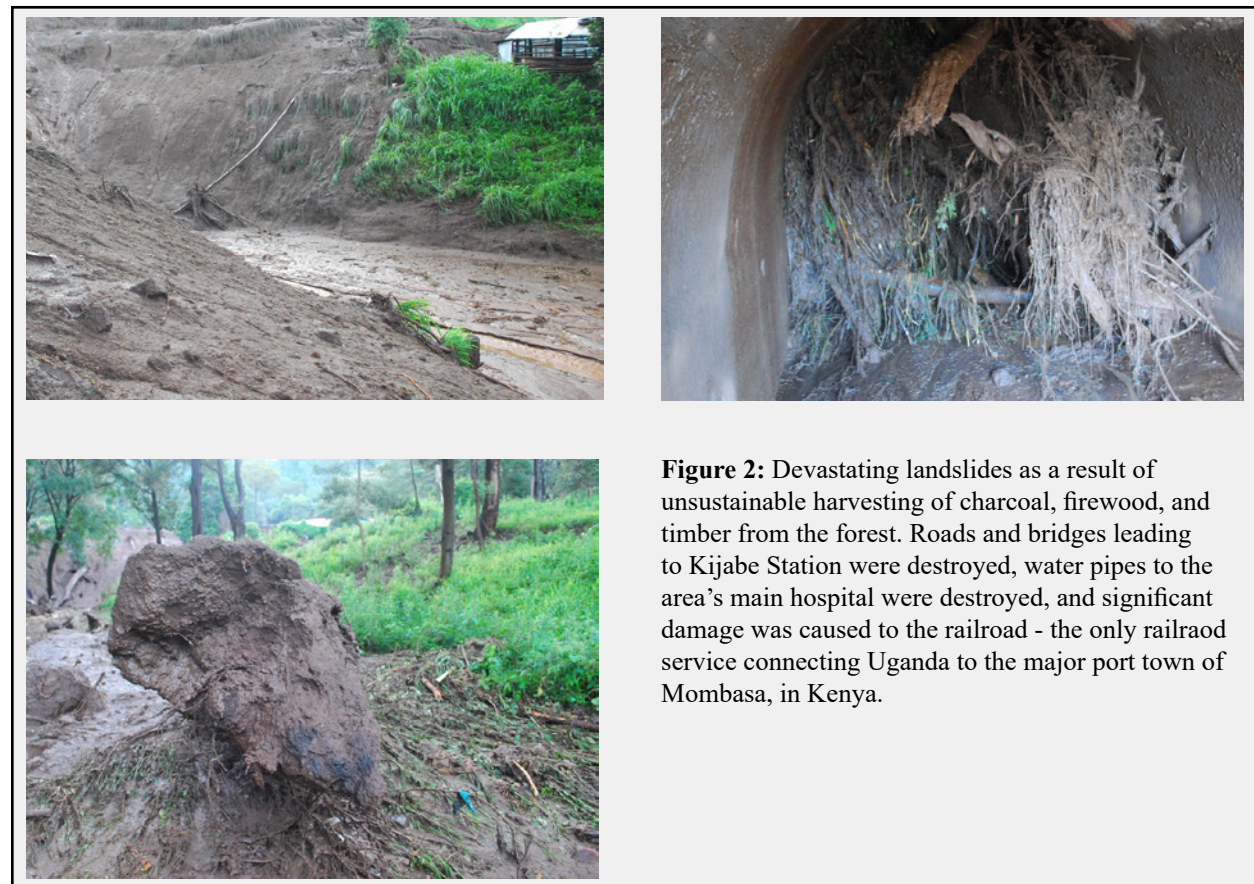 Figure 2: Devastating landslides as a result of
unsustainable harvesting of charcoal, firewood, and
timber from the forest. Roads and bridges leading
to Kijabe Station were destroyed, water pipes to the
area’s main hospital were destroyed, and significant
damage was caused to the railroad - the only railraod
service connecting Uganda to the major port town of
Mombasa, in Kenya.